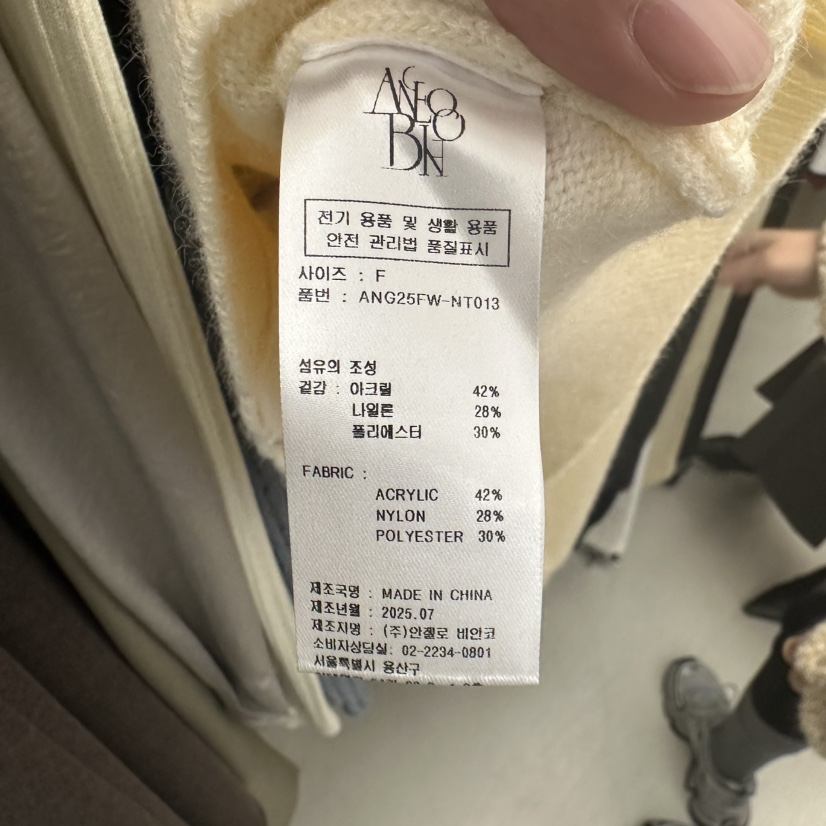 ANGELO
BIN
전기 용품 및 생활 용품
안전 관리법 품질표시
사이즈 : F
품번 : ANG25FW-NT013
섬유의 조성
겉감 : 아크릴 42%
나일론 28%
폴리에스터 30%
FABRIC :
ACRYLIC 42%
NYLON 28%
POLYESTER 30%
제조국명 : MADE IN CHINA
제조년월 : 2025.07
제조자명 : (주)안젤로 비안코
소비자상담실: 02-2234-0801
서울특별시 용산구